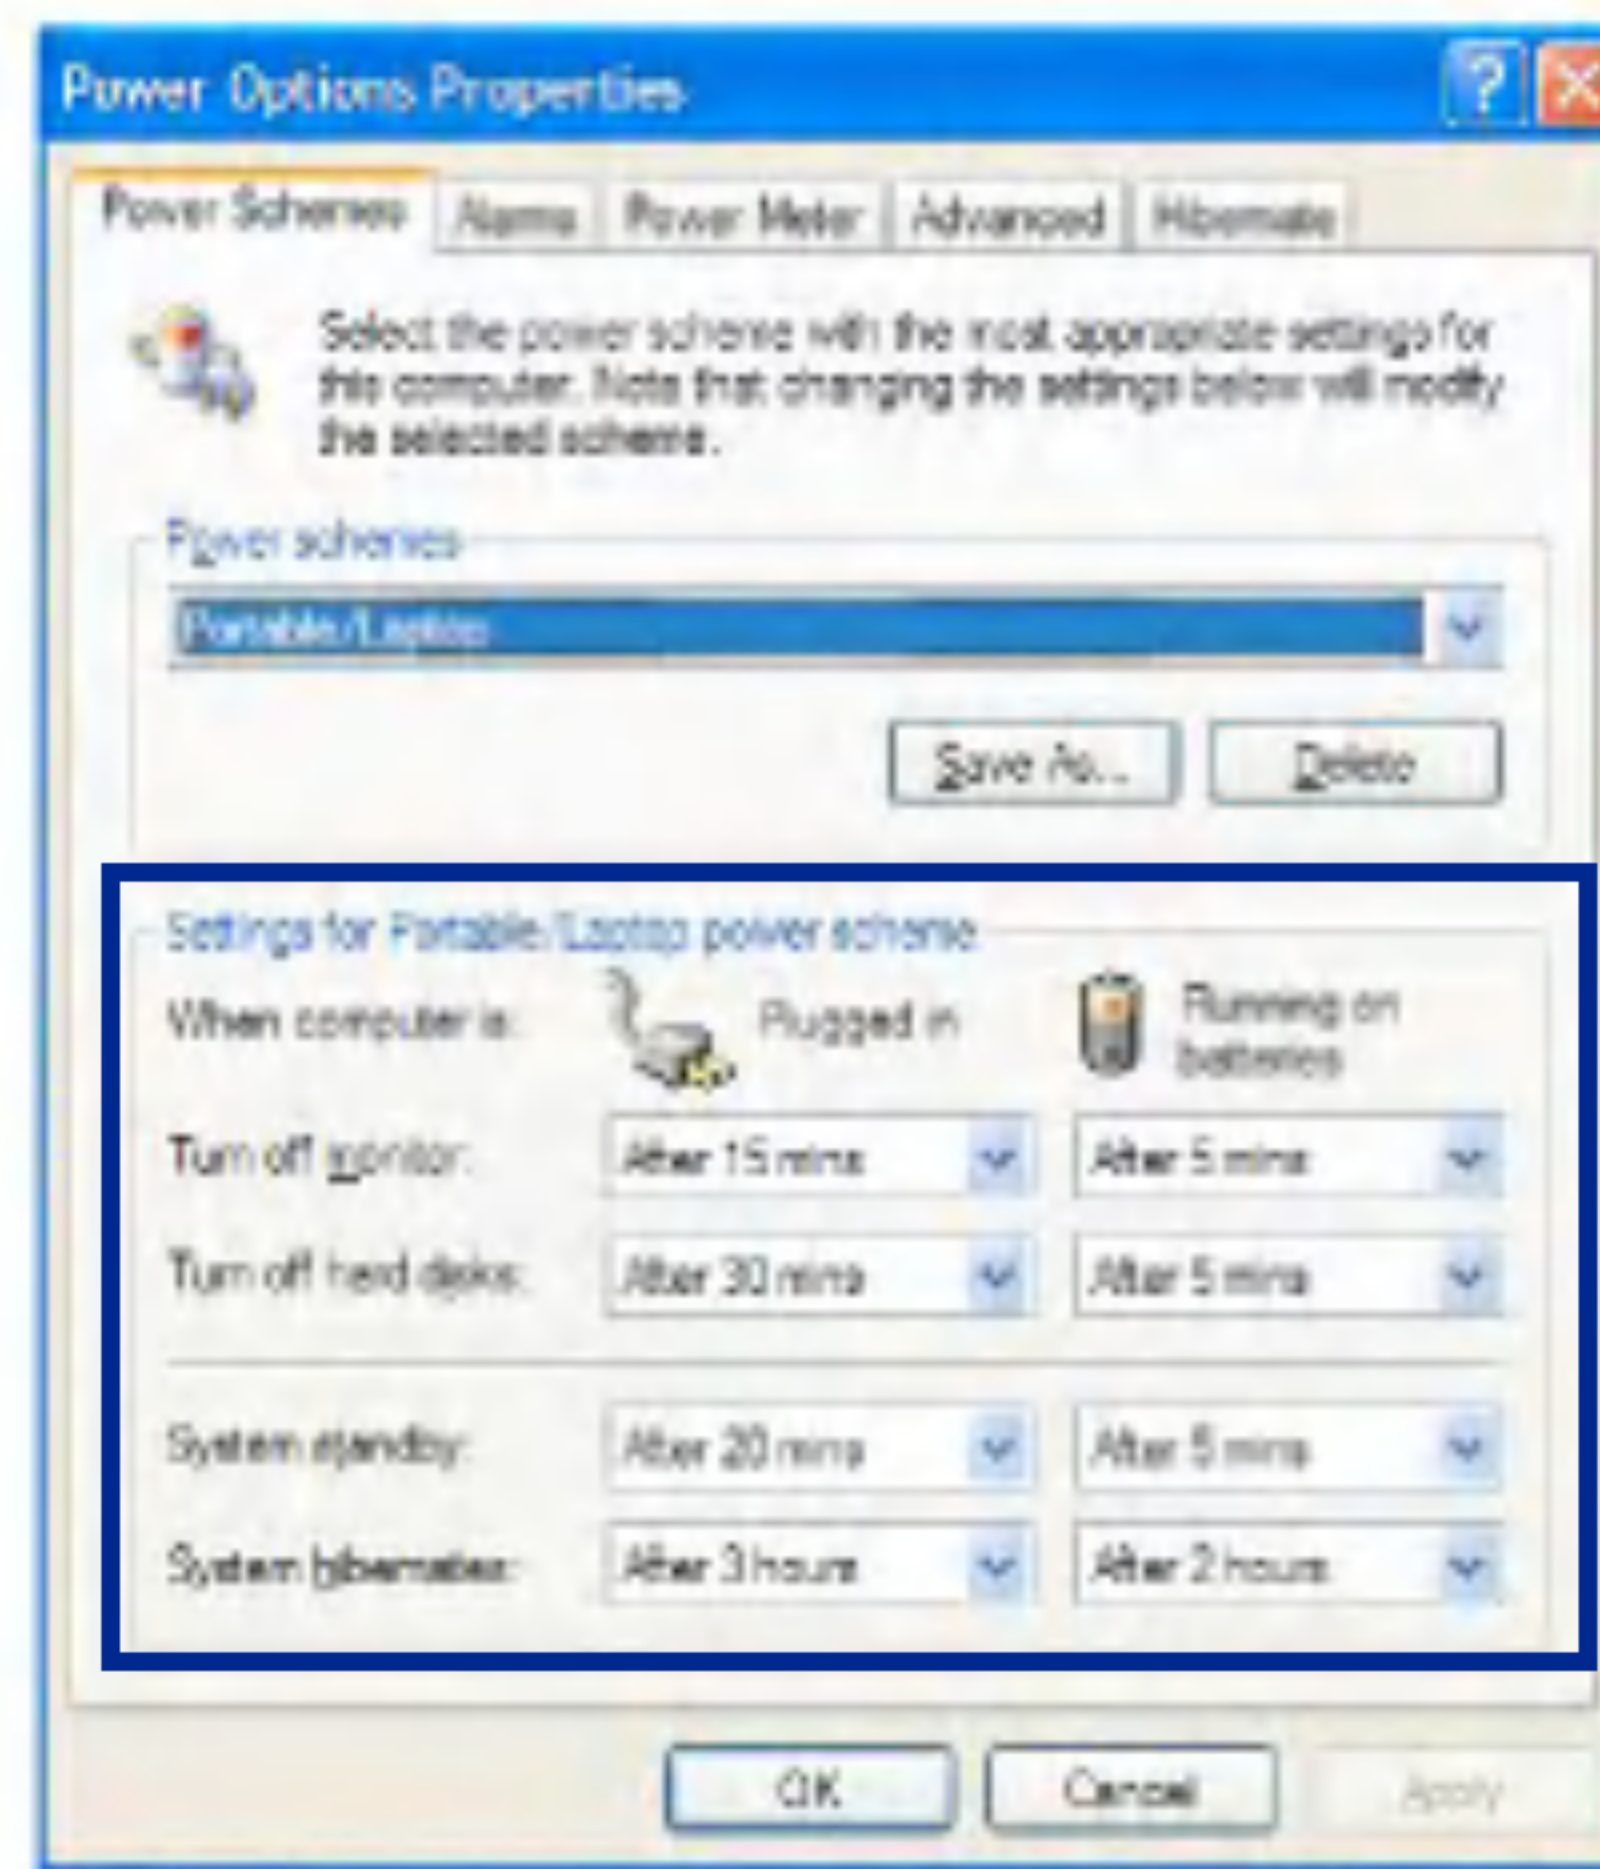 Power Options Properties
Power Schemes Alarms Power Meter Advanced Hibernate
Select the power scheme with the most appropriate settings for
this computer. Note that changing the settings below will modify
the selected scheme.
Power schemes
Portable/Laptop
Save As... Delete
Settings for Portable/Laptop power scheme
When computer is: Plugged in Running on
batteries
Turn off monitor: After 15 mins After 5 mins
Turn off hard disks: After 30 mins After 5 mins
System standby: After 20 mins After 5 mins
System hibernates: After 3 hours After 2 hours
OK Cancel Apply